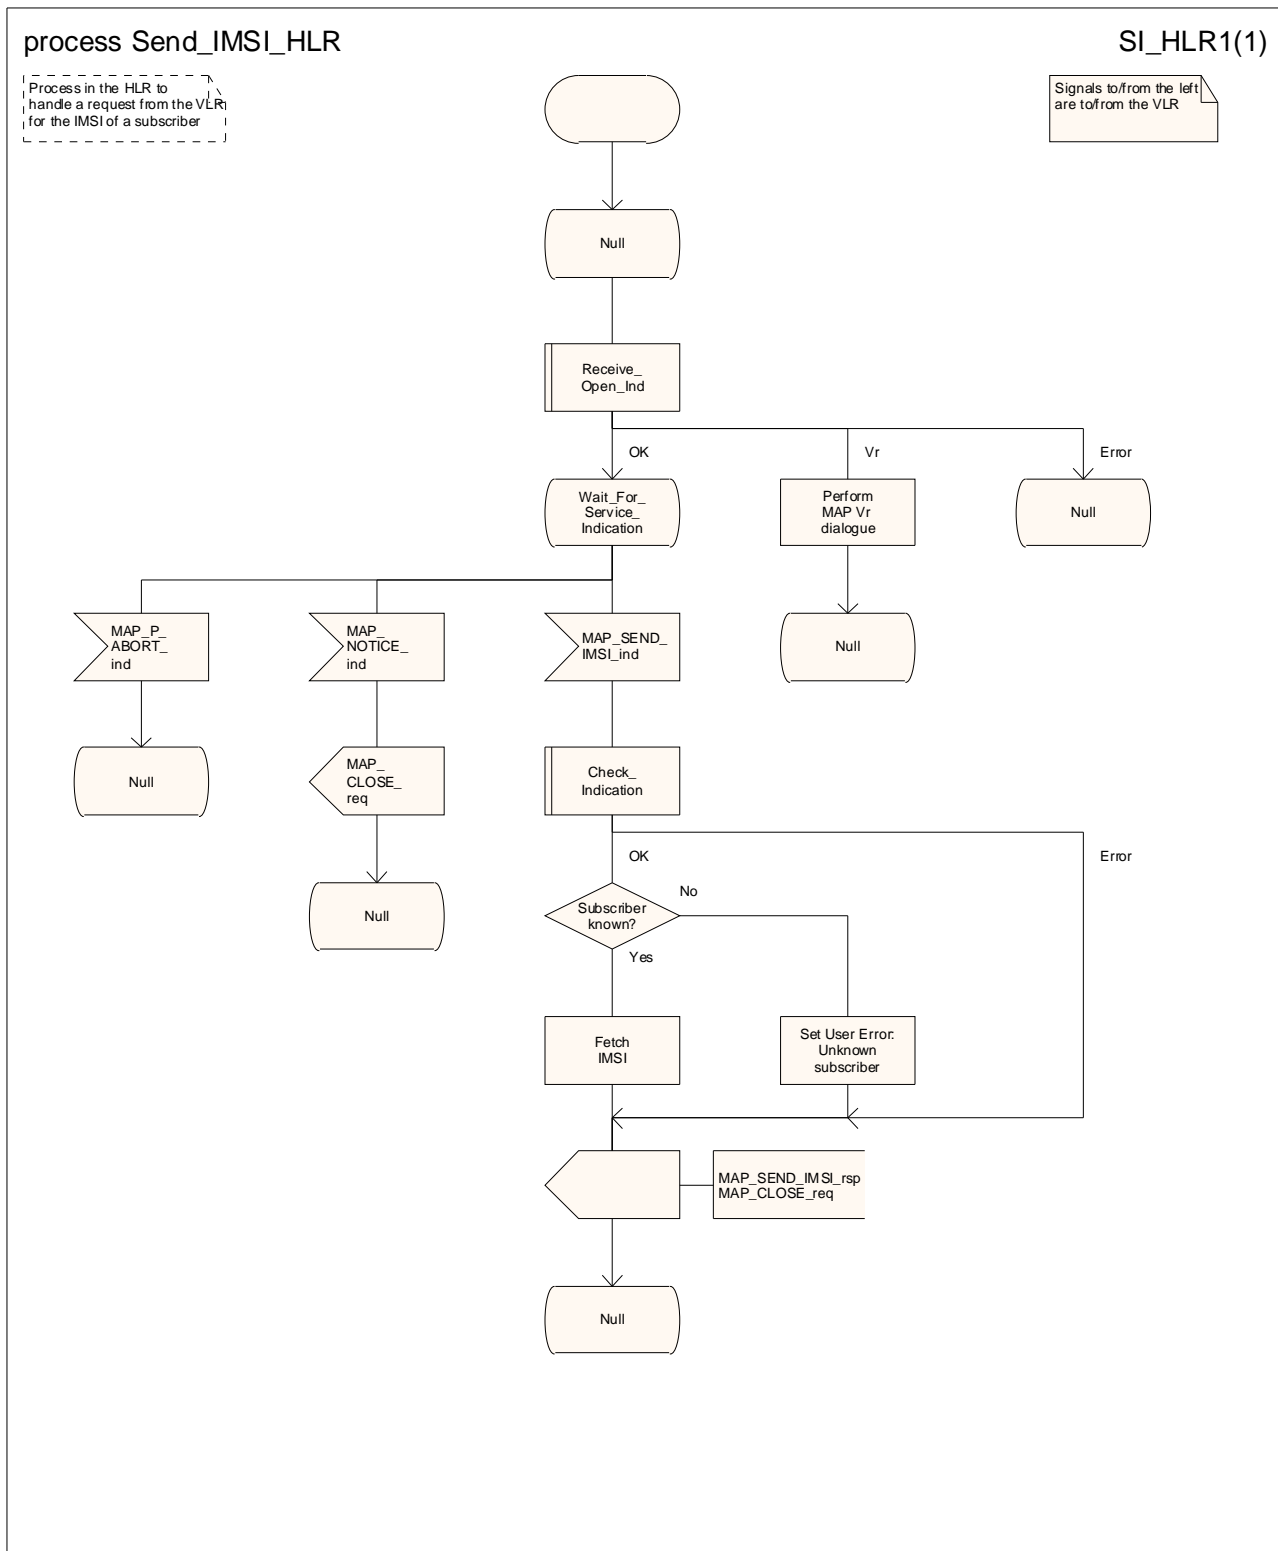 process Send_IMSI_HLR
SI_HLR1(1)
Process in the HLR to
handle a request from the VLR
for the IMSI of a subscriber
Signals to/from the left
are to/from the VLR
Null
Receive_
Open_Ind
OK
Vr
Error
Wait_For_
Service_
Indication
Perform
MAP Vr
dialogue
Null
MAP_P_
ABORT_
ind
MAP_
NOTICE_
ind
MAP_SEND_
IMSI_ind
Null
Null
MAP_
CLOSE_
req
Check_
Indication
OK
Error
Null
Subscriber
known?
No
Yes
Fetch
IMSI
Set User Error:
Unknown
subscriber
MAP_SEND_IMSI_rsp
MAP_CLOSE_req
Null